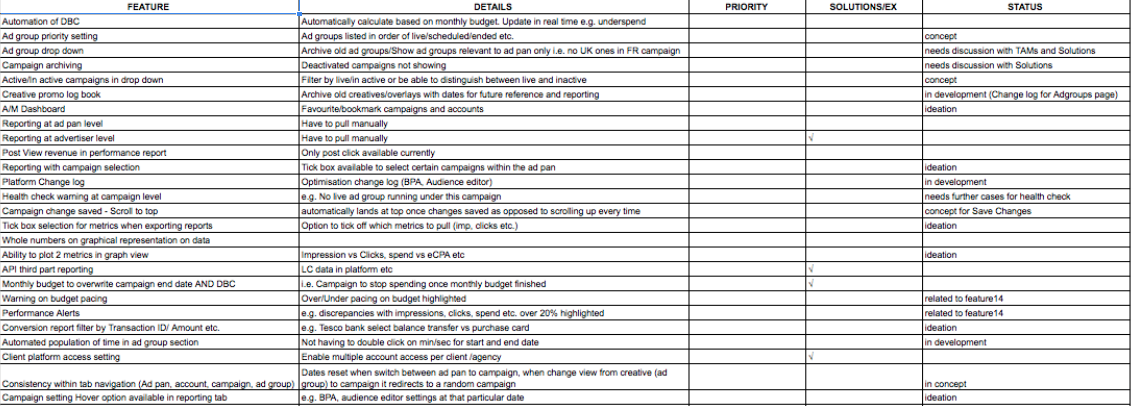 FEATURE DETAILS PRIORITY SOLUTIONS/EX STATUS
Automation of DBC Automatically calculate based on monthly budget. Update in real time e.g. underspend
Ad group priority setting Ad groups listed in order of live/scheduled/ended etc. concept
Ad group drop down Archive old ad groups/Show ad groups relevant to ad pan only i.e. no UK ones in FR campaign needs discussion with TAMs and Solutions
Campaign archiving Deactivated campaigns not showing needs discussion with Solutions
Active/In active campaigns in drop down Filter by live/in active or be able to distinguish between live and inactive concept
Creative promo log book Archive old creatives/overlays with dates for future reference and reporting in development (Change log for Adgroups page)
A/M Dashboard Favourite/bookmark campaigns and accounts ideation
Reporting at ad pan level Have to pull manually
Reporting at advertiser level Have to pull manually √
Post View revenue in performance report Only post click available currently
Reporting with campaign selection Tick box available to select certain campaigns within the ad pan ideation
Platform Change log Optimisation change log (BPA, Audience editor) in development
Health check warning at campaign level e.g. No live ad group running under this campaign needs further cases for health check
Campaign change saved - Scroll to top automatically lands at top once changes saved as opposed to scrolling up every time concept for Save Changes
Tick box selection for metrics when exporting reports Option to tick off which metrics to pull (imp, clicks etc.) ideation
Whole numbers on graphical representation on data
Ability to plot 2 metrics in graph view Impression vs Clicks, spend vs eCPA etc ideation
API third part reporting LC data in platform etc √
Monthly budget to overwrite campaign end date AND DBC i.e. Campaign to stop spending once monthly budget finished √
Warning on budget pacing Over/Under pacing on budget highlighted related to feature14
Performance Alerts e.g. discrepancies with impressions, clicks, spend etc. over 20% highlighted related to feature14
Conversion report filter by Transaction ID/ Amount etc. e.g. Tesco bank select balance transfer vs purchase card ideation
Automated population of time in ad group section Not having to double click on min/sec for start and end date in development
Client platform access setting Enable multiple account access per client /agency √
Dates reset when switch between ad pan to campaign, when change view from creative (ad
Consistency within tab navigation (Ad pan, account, campaign, ad group) group) to campaign it redirects to a random campaign in concept
Campaign setting Hover option available in reporting tab e.g. BPA, audience editor settings at that particular date ideation